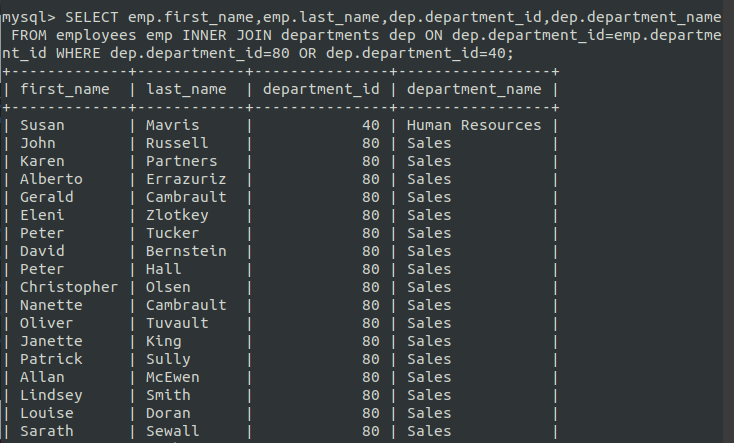 mysql> SELECT emp.first_name,emp.last_name,dep.department_id,dep.department_name
 FROM employees emp INNER JOIN departments dep ON dep.department_id=emp.departme
nt_id WHERE dep.department_id=80 OR dep.department_id=40;
+-------------+------------+---------------+-----------------+
| first_name  | last_name  | department_id | department_name |
+-------------+------------+---------------+-----------------+
| Susan       | Mavris     |            40 | Human Resources |
| John        | Russell    |            80 | Sales           |
| Karen       | Partners   |            80 | Sales           |
| Alberto     | Errazuriz  |            80 | Sales           |
| Gerald      | Cambrault  |            80 | Sales           |
| Eleni       | Zlotkey    |            80 | Sales           |
| Peter       | Tucker     |            80 | Sales           |
| David       | Bernstein  |            80 | Sales           |
| Peter       | Hall       |            80 | Sales           |
| Christopher | Olsen      |            80 | Sales           |
| Nanette     | Cambrault  |            80 | Sales           |
| Oliver      | Tuvault    |            80 | Sales           |
| Janette     | King       |            80 | Sales           |
| Patrick     | Sully      |            80 | Sales           |
| Allan       | McEwen     |            80 | Sales           |
| Lindsey     | Smith      |            80 | Sales           |
| Louise      | Doran      |            80 | Sales           |
| Sarath      | Sewall     |            80 | Sales           |